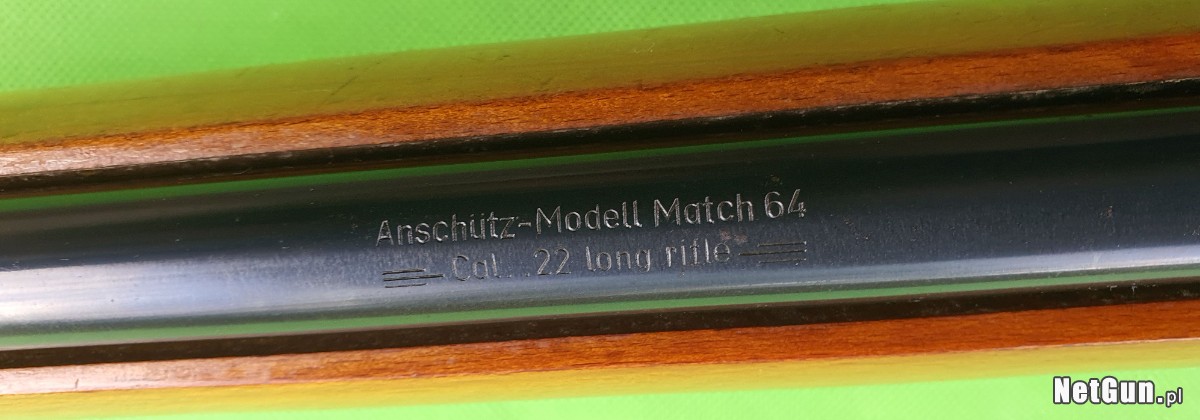 Anschütz-Modell Match 64
Cal. .22 long rifle
NetGun.pl